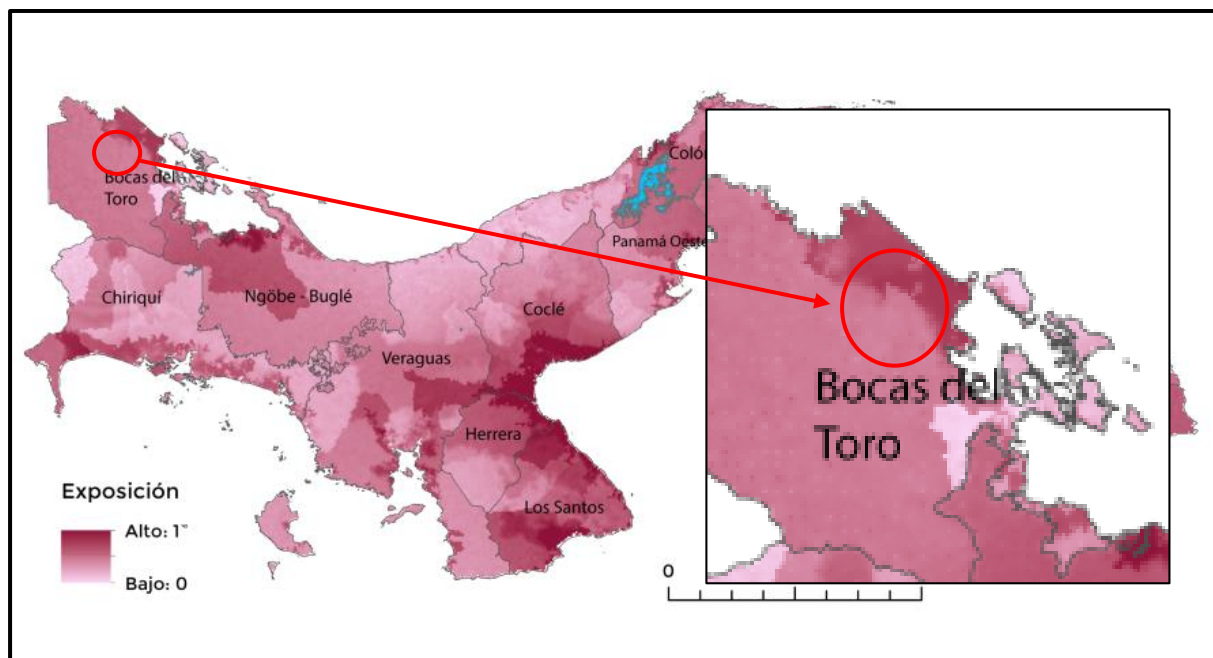 Colón
Bocas del
Toro
Panamá Oeste
Chiriquí
Ngöbe - Buglé
Coclé
Veraguas
Herrera
Los Santos
Exposición
Alto: 1
Bajo: 0
0
Bocas del
Toro